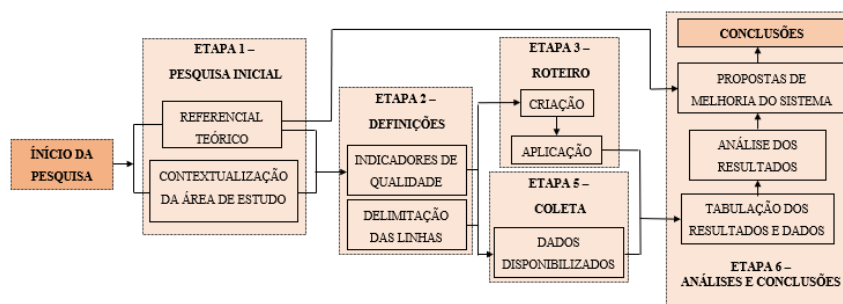 ÍNÍCIO DA
PESQUISA
ETAPA 1 –
PESQUISA INICIAL
REFERENCIAL
TEÓRICO
CONTEXTUALIZAÇÃO
DA ÁREA DE ESTUDO
ETAPA 2 –
DEFINIÇÕES
INDICADORES DE
QUALIDADE
DELIMITAÇÃO
DAS LINHAS
ETAPA 3 –
ROTEIRO
CRIAÇÃO
APLICAÇÃO
ETAPA 5 –
COLETA
DADOS
DISPONIBILIZADOS
CONCLUSÕES
PROPOSTAS DE
MELHORIA DO SISTEMA
ANÁLISE DOS
RESULTADOS
TABULAÇÃO DOS
RESULTADOS E DADOS
ETAPA 6 –
ANÁLISES E CONCLUSÕES